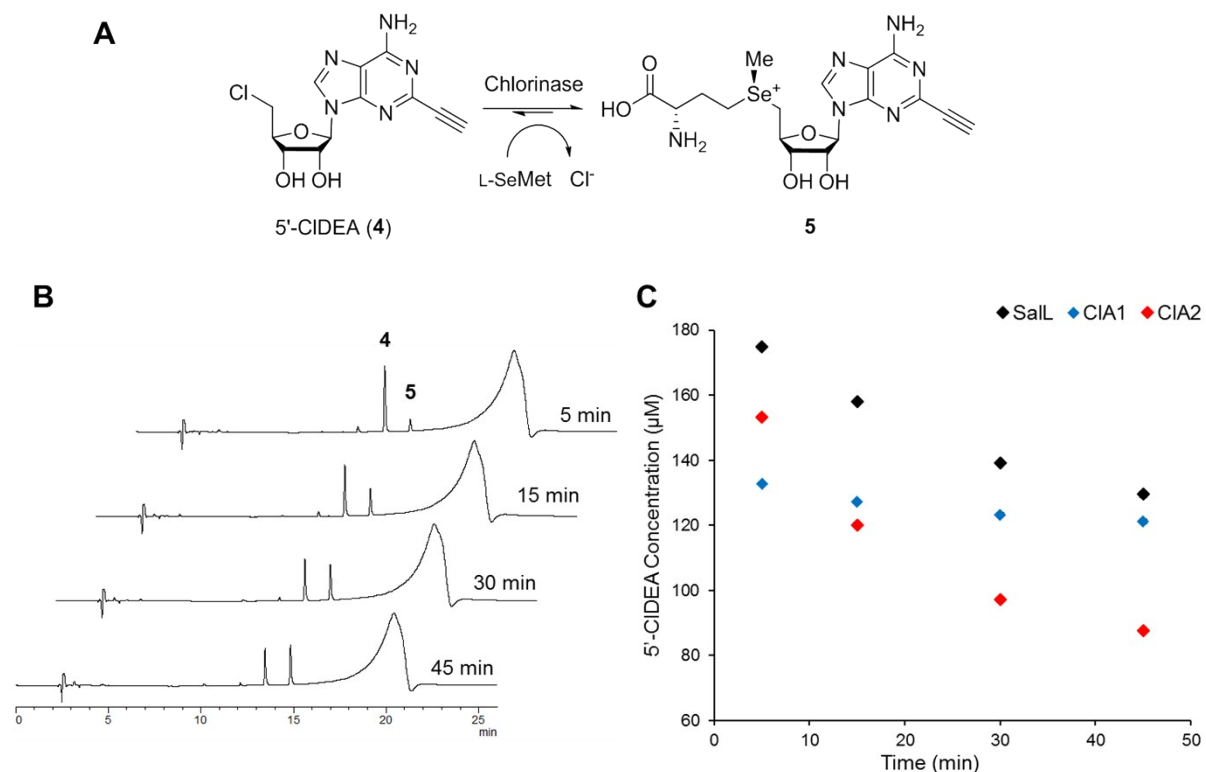 A
NH₂
N
N
N
N
Cl
O
OH OH
5'-ClDEA (4)
Chlorinase
L-SeMet Cl⁻
NH₂
N
N
N
N
Me
Se⁺
O
HO
NH₂
O
OH OH
5
B
4
5
5 min
15 min
30 min
45 min
0 5 10 15 20 25
min
C
SalL ClA1 ClA2
5'-ClDEA Concentration (µM)
180
160
140
120
100
80
60
0 10 20 30 40 50
Time (min)